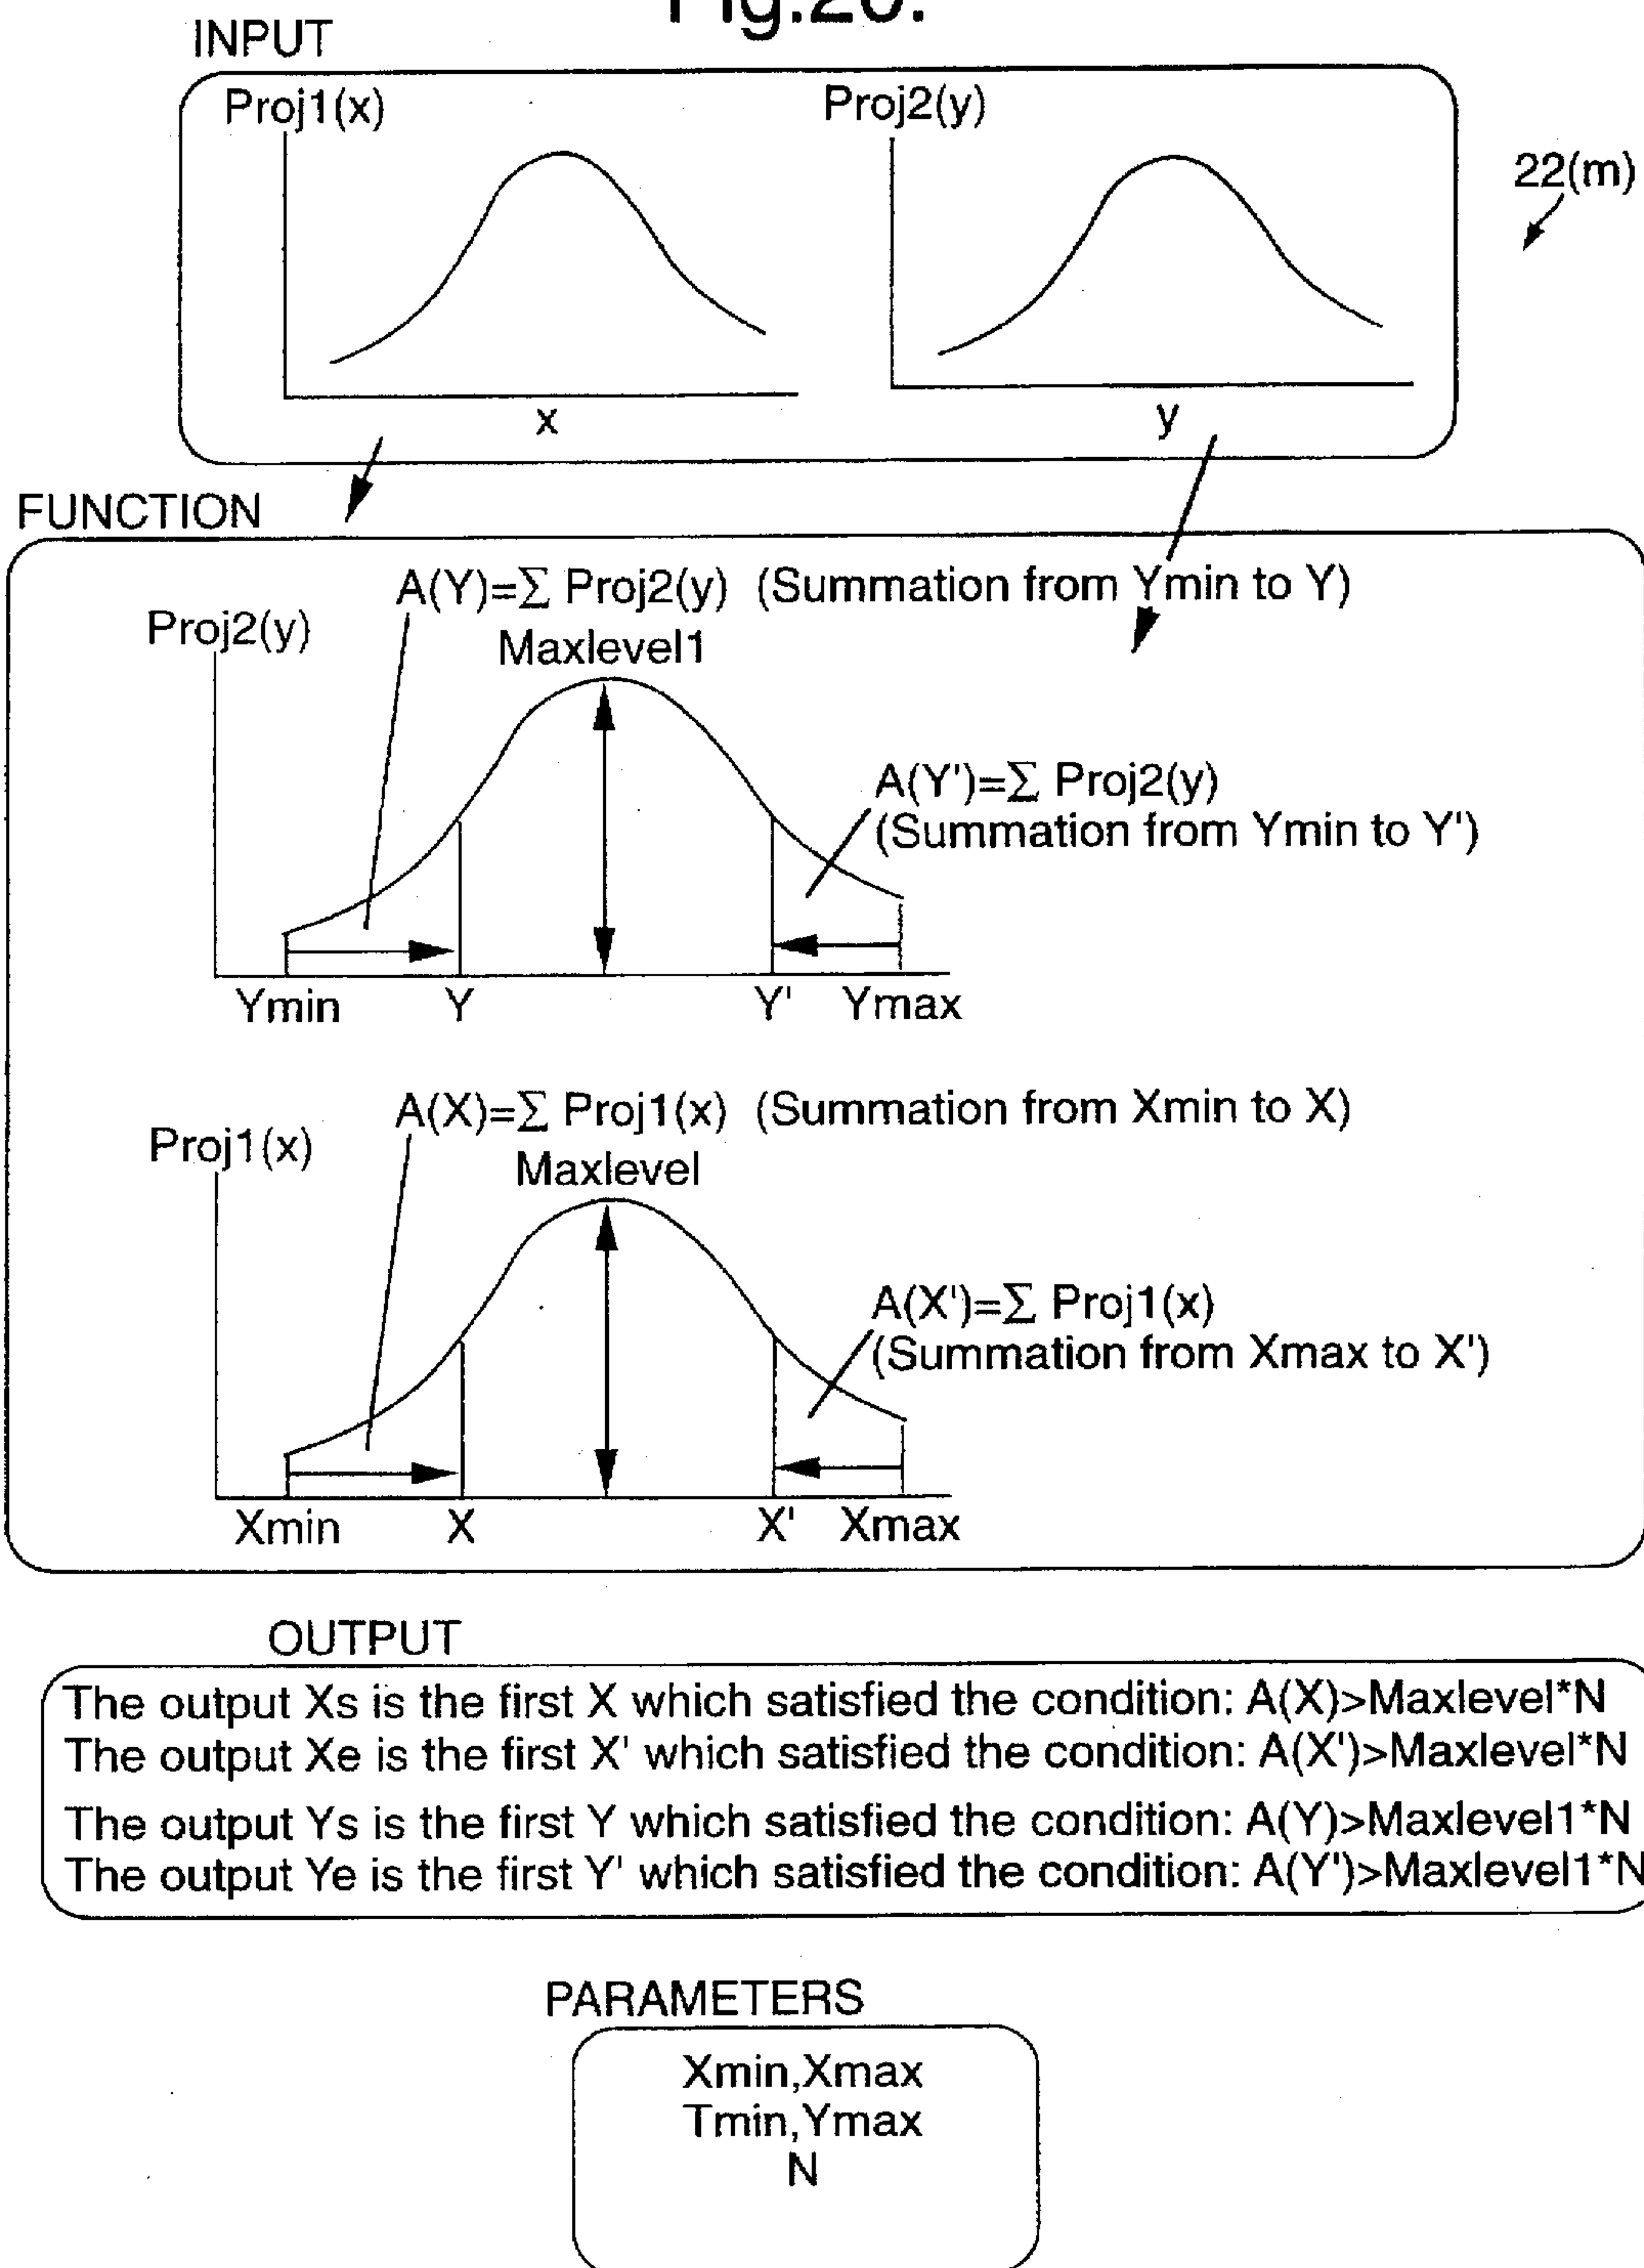 INPUT
Proj1(x)
Proj2(y)
22(m)
x
y
FUNCTION
A(Y)=∑ Proj2(y) (Summation from Ymin to Y)
Proj2(y)
Maxlevel1
A(Y')=∑ Proj2(y)
(Summation from Ymin to Y')
Ymin Y Y' Ymax
A(X)=∑ Proj1(x) (Summation from Xmin to X)
Proj1(x)
Maxlevel
A(X')=∑ Proj1(x)
(Summation from Xmax to X')
Xmin X X' Xmax
OUTPUT
The output Xs is the first X which satisfied the condition: A(X)>Maxlevel*N
The output Xe is the first X' which satisfied the condition: A(X')>Maxlevel*N
The output Ys is the first Y which satisfied the condition: A(Y)>Maxlevel1*N
The output Ye is the first Y' which satisfied the condition: A(Y')>Maxlevel1*N
PARAMETERS
Xmin,Xmax
Tmin,Ymax
N